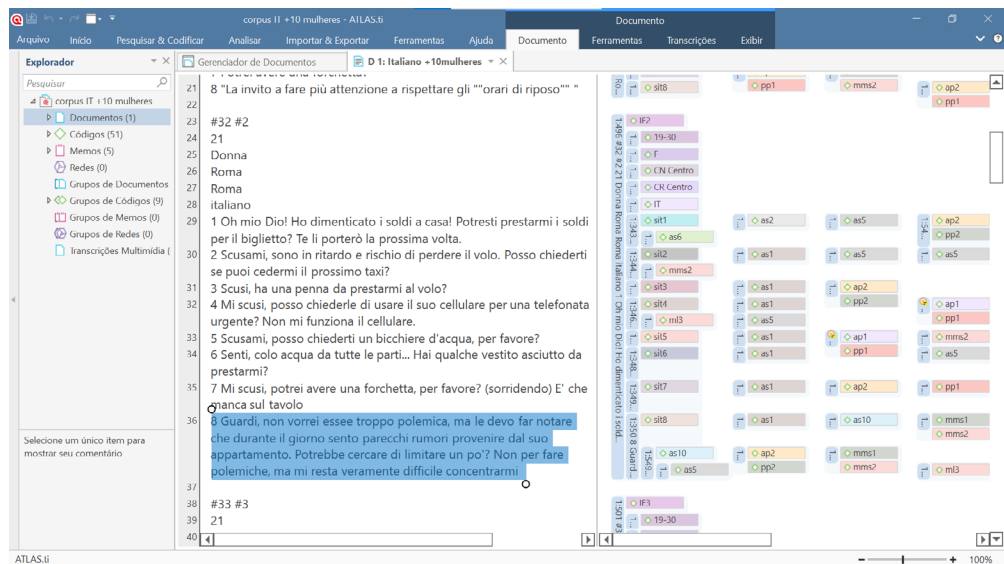 corpus IT +10 mulheres - ATLAS.ti
Documento
Arquivo Início Pesquisar & Codificar Analisar Importar & Exportar Ferramentas Ajuda Documento Ferramentas Transcrições Exibir
Explorador
Gerenciador de Documentos
D 1: Italiano +10mulheres
Pesquisar
corpus IT +10 mulheres
Documentos (1)
Códigos (51)
Memos (5)
Redes (0)
Grupos de Documentos
Grupos de Códigos (9)
Grupos de Memos (0)
Grupos de Redes (0)
Transcrições Multimídia (
Selecione um único item para
mostrar seu comentário
21 8 "La invito a fare più attenzione a rispettare gli ""orari di riposo"" "
22
23 #32 #2
24 21
25 Donna
26 Roma
27 Roma
28 italiano
29 1 Oh mio Dio! Ho dimenticato i soldi a casa! Potresti prestarmi i soldi
per il biglietto? Te li porterò la prossima volta.
30 2 Scusami, sono in ritardo e rischio di perdere il volo. Posso chiederti
se puoi cedermi il prossimo taxi?
31 3 Scusi, ha una penna da prestarmi al volo?
32 4 Mi scusi, posso chiederle di usare il suo cellulare per una telefonata
urgente? Non mi funziona il cellulare.
33 5 Scusami, posso chiederti un bicchiere d'acqua, per favore?
34 6 Senti, colo acqua da tutte le parti... Hai qualche vestito asciutto da
prestarmi?
35 7 Mi scusi, potrei avere una forchetta, per favore? (sorridendo) E' che
manca sul tavolo
36 8 Guardi, non vorrei essee troppo polemica, ma le devo far notare
che durante il giorno sento parecchi rumori provenire dal suo
appartamento. Potrebbe cercare di limitare un po'? Non per fare
polemiche, ma mi resta veramente difficile concentrarmi
37
38 #33 #3
39 21
40
sit8 pp1 mms2 ap2
pp1
IF2
19-30
F
CN Centro
CR Centro
IT
sit1 as2 as5 ap2
as6 pp2
sit2 as1 as5 as5
mms2
sit3 as1 ap2
sit4 as1 pp2 ap1
ml3 as5 pp1
sit5 as1 ap1 mms2
sit6 as1 pp1 as5
sit7 as1 ap2 pp1
sit8 as1 as10 mms1
mms2
as10 ap2 mms1
as5 pp2 mms2 ml3
IF3
19-30
ATLAS.ti
100%